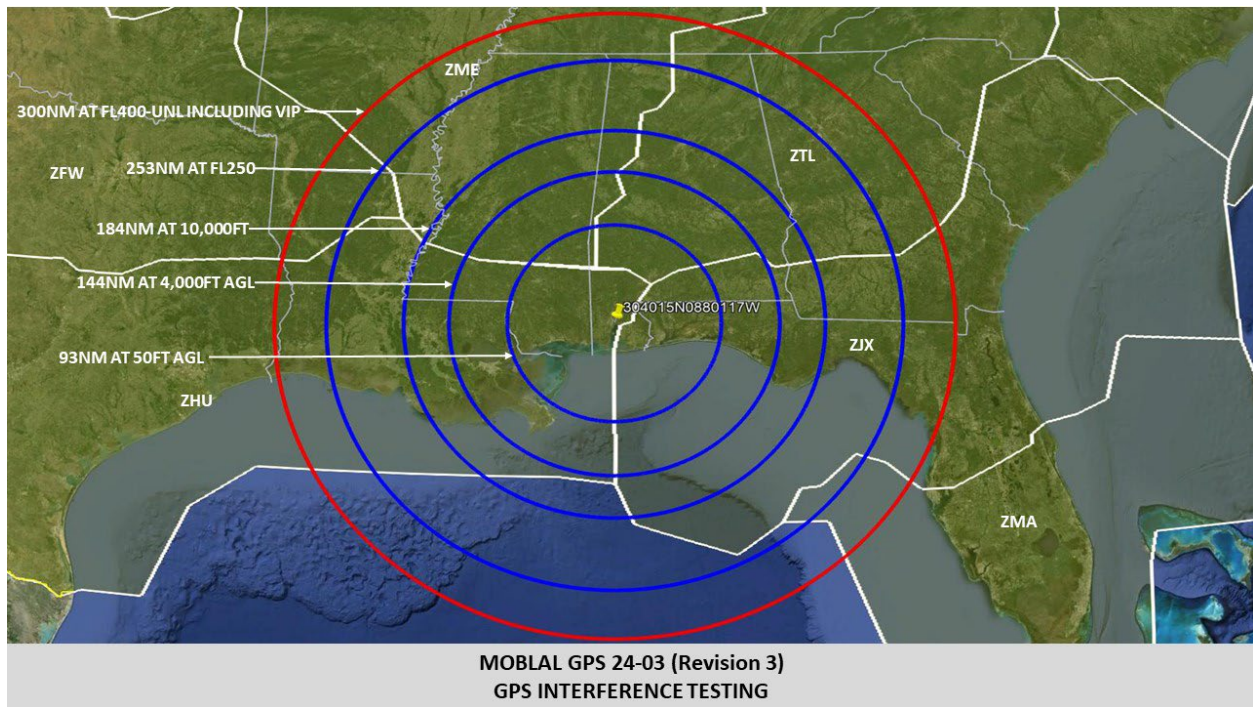 ZME
300NM AT FL400-UNL INCLUDING VIP
ZTL
253NM AT FL250
ZFW
184NM AT 10,000FT
144NM AT 4,000FT AGL
304015N0880117W
93NM AT 50FT AGL
ZJX
ZHU
ZMA
MOBLAL GPS 24-03 (Revision 3)
GPS INTERFERENCE TESTING